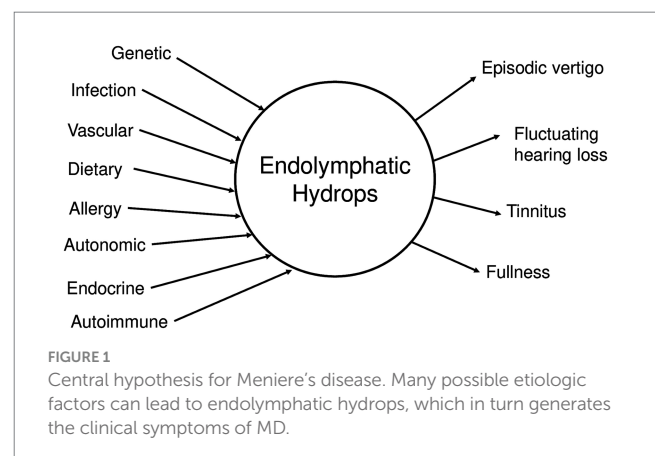 Genetic
Infection
Vascular
Dietary
Allergy
Autonomic
Endocrine
Autoimmune
Endolymphatic
Hydrops
Episodic vertigo
Fluctuating
hearing loss
Tinnitus
Fullness
FIGURE 1
Central hypothesis for Meniere’s disease. Many possible etiologic
factors can lead to endolymphatic hydrops, which in turn generates
the clinical symptoms of MD.